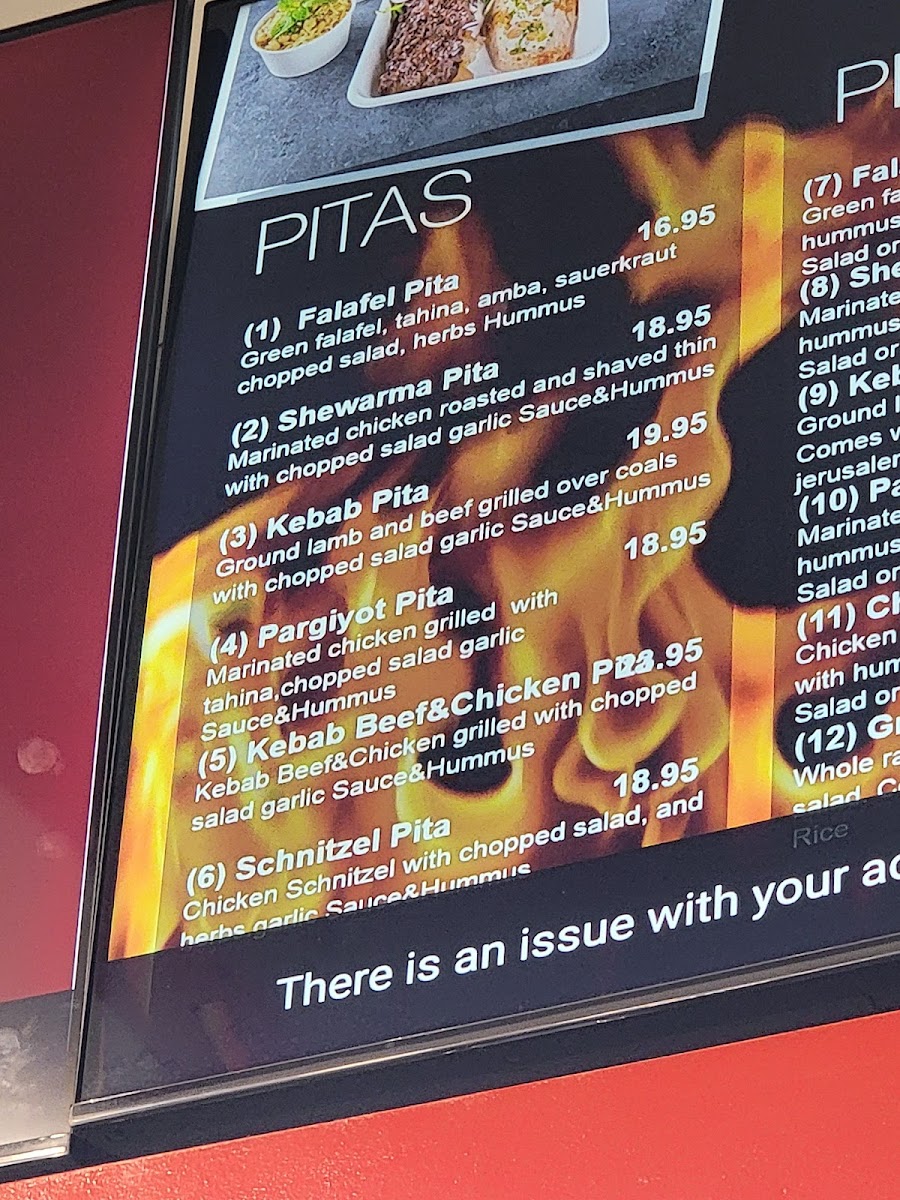 PITAS
16.95
(1) Falafel Pita
Green falafel, tahina, amba, sauerkraut
chopped salad, herbs Hummus
18.95
(2) Shewarma Pita
Marinated chicken roasted and shaved thin
with chopped salad garlic Sauce&Hummus
19.95
(3) Kebab Pita
Ground lamb and beef grilled over coals
with chopped salad garlic Sauce&Hummus
18.95
(4) Pargiyot Pita
Marinated chicken grilled with
tahina,chopped salad garlic
Sauce&Hummus
(5) Kebab Beef&Chicken Pita
Kebab Beef&Chicken grilled with chopped
salad garlic Sauce&Hummus
18.95
(6) Schnitzel Pita
Chicken Schnitzel with chopped salad, and
herbs garlic Sauce&Hummus
(7)
Green
hummus
Salad or
(8)
hummus
Salad or
(9)
Ground
Comes
(10)
hummus
Salad or
(11)
Chicken
with
Salad or
(12)
Whole
salad,
Rice
There is an issue with your